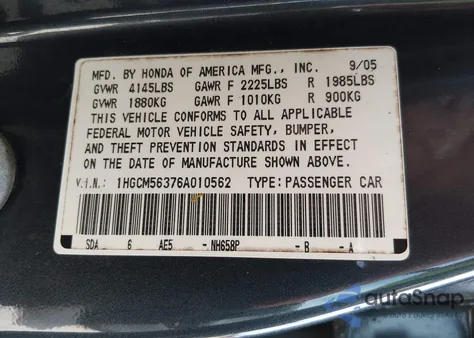 MFD. BY HONDA OF AMERICA MFG., INC. 9/05
GVWR 4145LBS GAWR F 2225LBS R 1985LBS
GVWR 1880KG GAWR F 1010KG R 900KG
THIS VEHICLE CONFORMS TO ALL APPLICABLE
FEDERAL MOTOR VEHICLE SAFETY, BUMPER,
AND THEFT PREVENTION STANDARDS IN EFFECT
ON THE DATE OF MANUFACTURE SHOWN ABOVE.
V.I.N.: 1HGCM56376A010562 TYPE: PASSENGER CAR
SDA 6 AE5 -NH658P -B -A
autoSnap